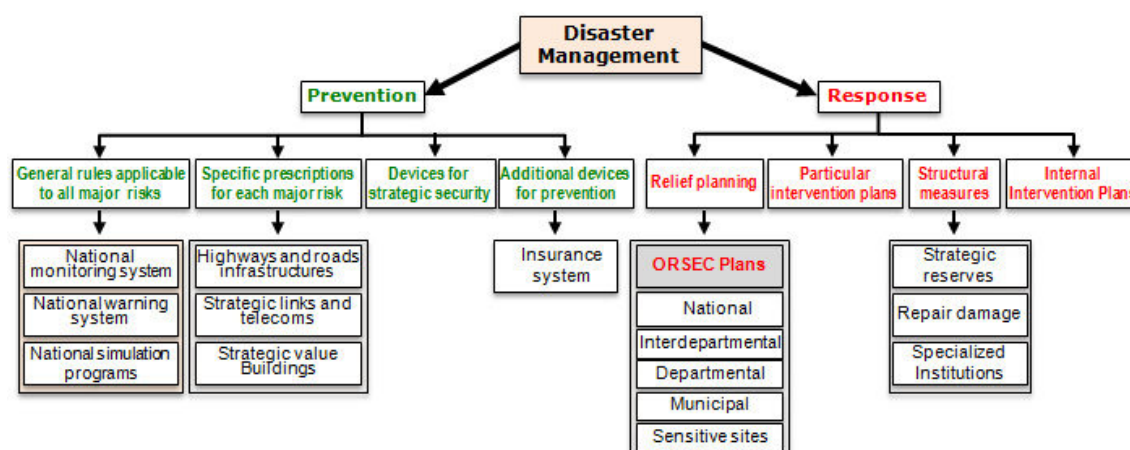 Disaster
Management
Prevention
Response
General rules applicable
to all major risks
Specific prescriptions
for each major risk
Devices for
strategic security
Additional devices
for prevention
Relief planning
Particular
intervention plans
Structural
measures
Internal
Intervention Plans
National
monitoring system
National warning
system
National simulation
programs
Highways and roads
infrastructures
Strategic links and
telecoms
Strategic value
Buildings
Insurance
system
ORSEC Plans
National
Interdepartmental
Departmental
Municipal
Sensitive sites
Strategic
reserves
Repair damage
Specialized
Institutions